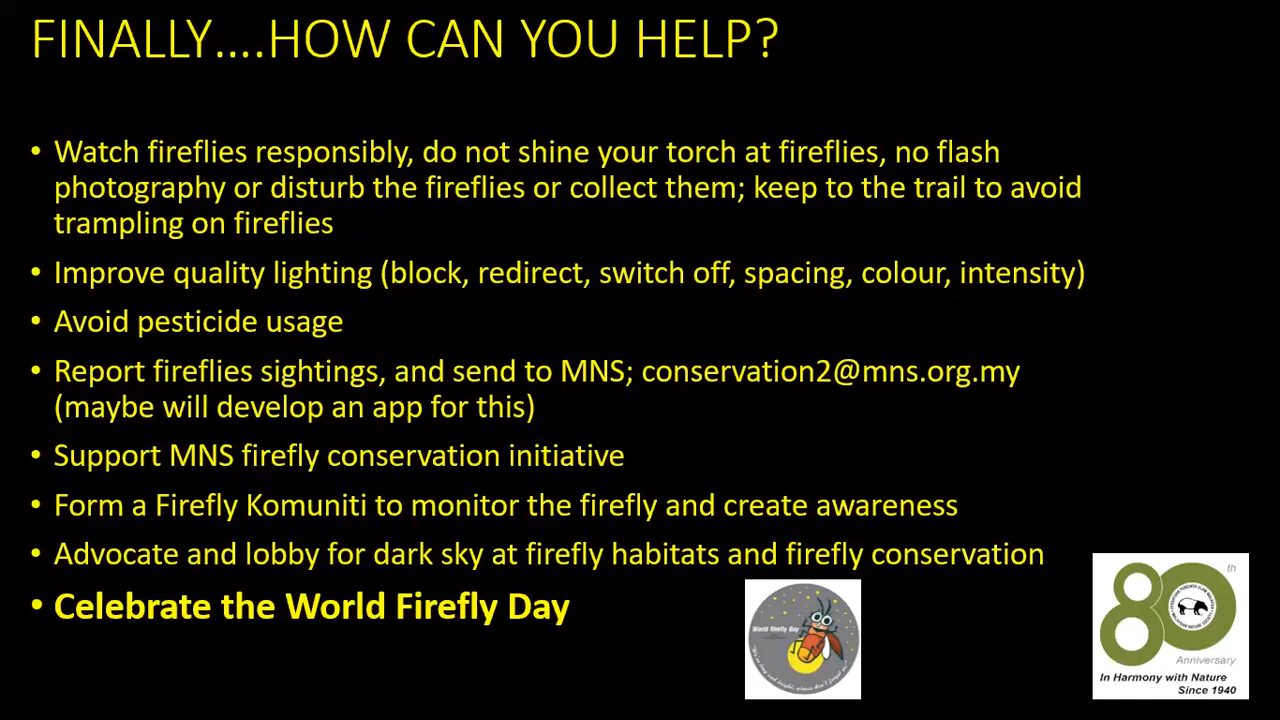 FINALLY....HOW CAN YOU HELP?
• Watch fireflies responsibly, do not shine your torch at fireflies, no flash
photography or disturb the fireflies or collect them; keep to the trail to avoid
trampling on fireflies
• Improve quality lighting (block, redirect, switch off, spacing, colour, intensity)
• Avoid pesticide usage
• Report fireflies sightings, and send to MNS; conservation2@mns.org.my
(maybe will develop an app for this)
• Support MNS firefly conservation initiative
• Form a Firefly Komuniti to monitor the firefly and create awareness
• Advocate and lobby for dark sky at firefly habitats and firefly conservation
• Celebrate the World Firefly Day
World Firefly Day
80th
Anniversary
In Harmony with Nature
Since 1940